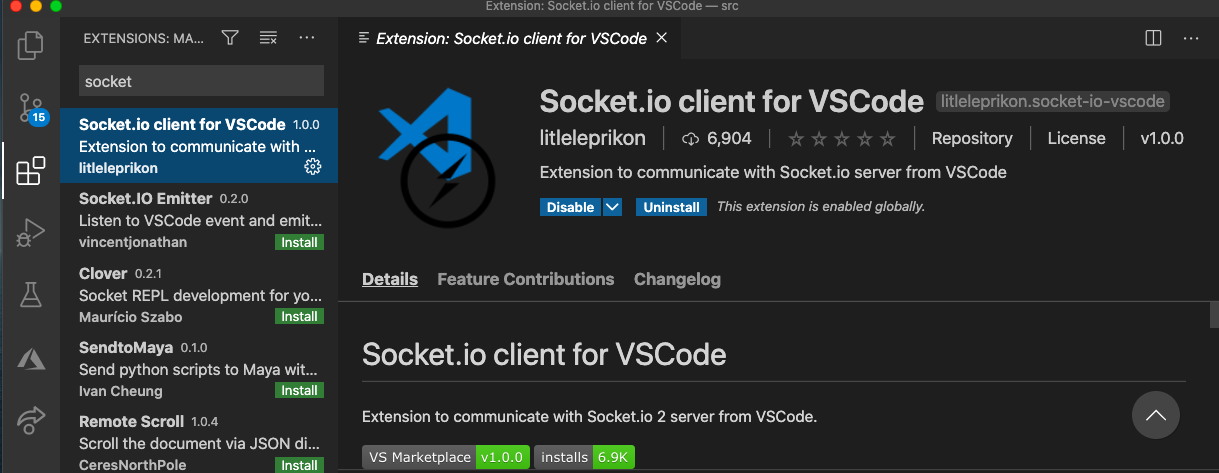 Extension: Socket.io client for VSCode — src
EXTENSIONS: MA...
Extension: Socket.io client for VSCode
socket
15
Socket.io client for VSCode 1.0.0
Extension to communicate with ...
litleleprikon
Socket.IO Emitter 0.2.0
Listen to VSCode event and emit...
vincentjonathan
Install
Clover 0.2.1
Socket REPL development for yo...
Maurício Szabo
Install
SendtoMaya 0.1.0
Send python scripts to Maya wit...
Ivan Cheung
Install
Remote Scroll 1.0.4
Scroll the document via JSON di...
CeresNorthPole
Install
Socket.io client for VSCode litleleprikon.socket-io-vscode
litleleprikon 6,904 Repository License v1.0.0
Extension to communicate with Socket.io server from VSCode
Disable Uninstall This extension is enabled globally.
Details Feature Contributions Changelog
Socket.io client for VSCode
Extension to communicate with Socket.io 2 server from VSCode.
VS Marketplace v1.0.0 installs 6.9K